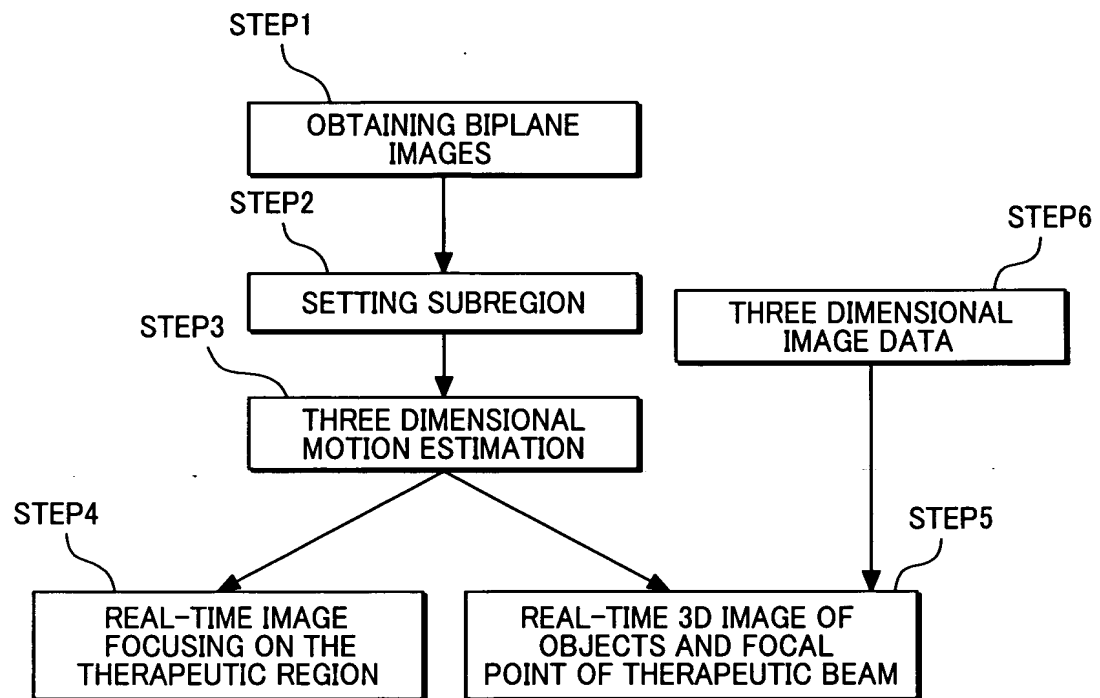 STEP1
OBTAINING BIPLANE
IMAGES
STEP2
SETTING SUBREGION
STEP6
THREE DIMENSIONAL
IMAGE DATA
STEP3
THREE DIMENSIONAL
MOTION ESTIMATION
STEP4
REAL-TIME IMAGE
FOCUSING ON THE
THERAPEUTIC REGION
STEP5
REAL-TIME 3D IMAGE OF
OBJECTS AND FOCAL
POINT OF THERAPEUTIC BEAM